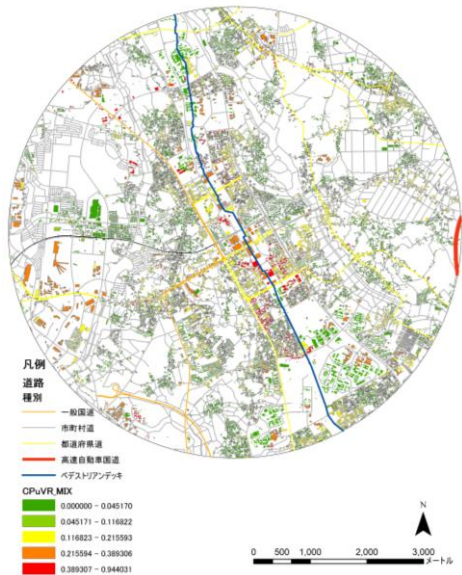 凡例
道路
種別
一般国道
市町村道
都道府県道
高速自動車国道
ペデストリアンデッキ
CPuVR_MIX
0.000000 - 0.045170
0.045171 - 0.116822
0.116823 - 0.215593
0.215594 - 0.389306
0.389307 - 0.944031
N
0 500 1,000 2,000 3,000
メートル